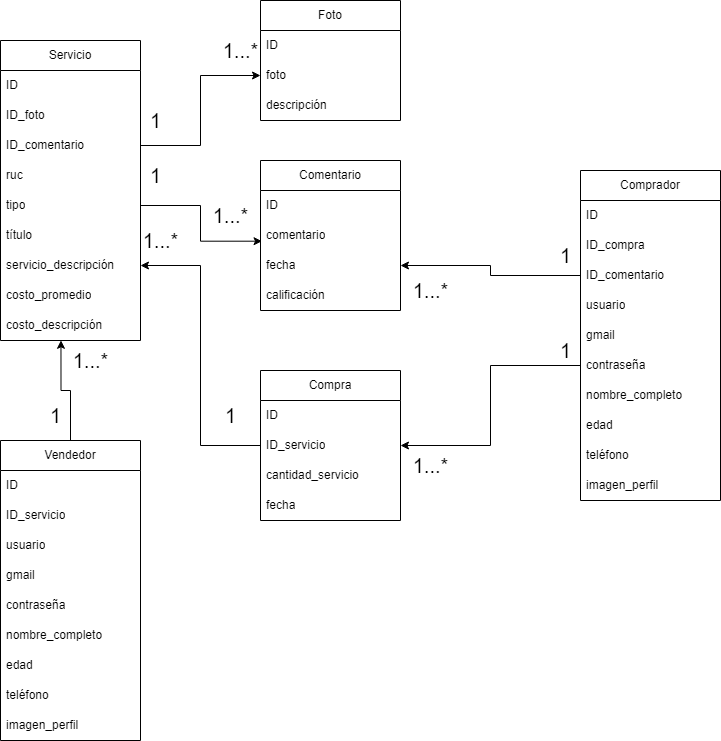 Foto
ID
foto
descripción
1...*
Servicio
ID
ID_foto
ID_comentario
ruc
tipo
título
servicio_descripción
costo_promedio
costo_descripción
1
1
1...*
1...*
1...*
Comentario
ID
comentario
fecha
calificación
1
1...*
Comprador
ID
ID_compra
ID_comentario
usuario
gmail
contraseña
nombre_completo
edad
teléfono
imagen_perfil
1
1...*
Compra
ID
ID_servicio
cantidad_servicio
fecha
1
1
Vendedor
ID
ID_servicio
usuario
gmail
contraseña
nombre_completo
edad
teléfono
imagen_perfil